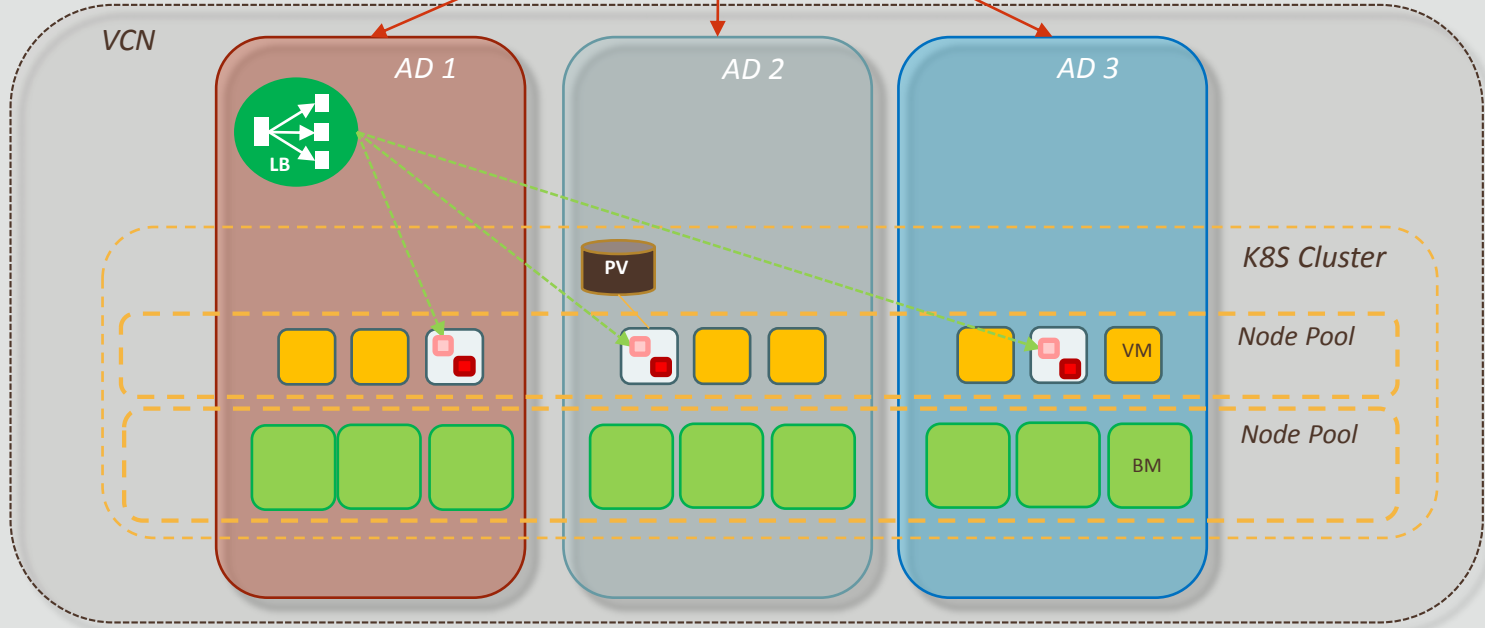 VCN
AD 1
AD 2
AD 3
LB
K8S Cluster
PV
Node Pool
VM
Node Pool
BM